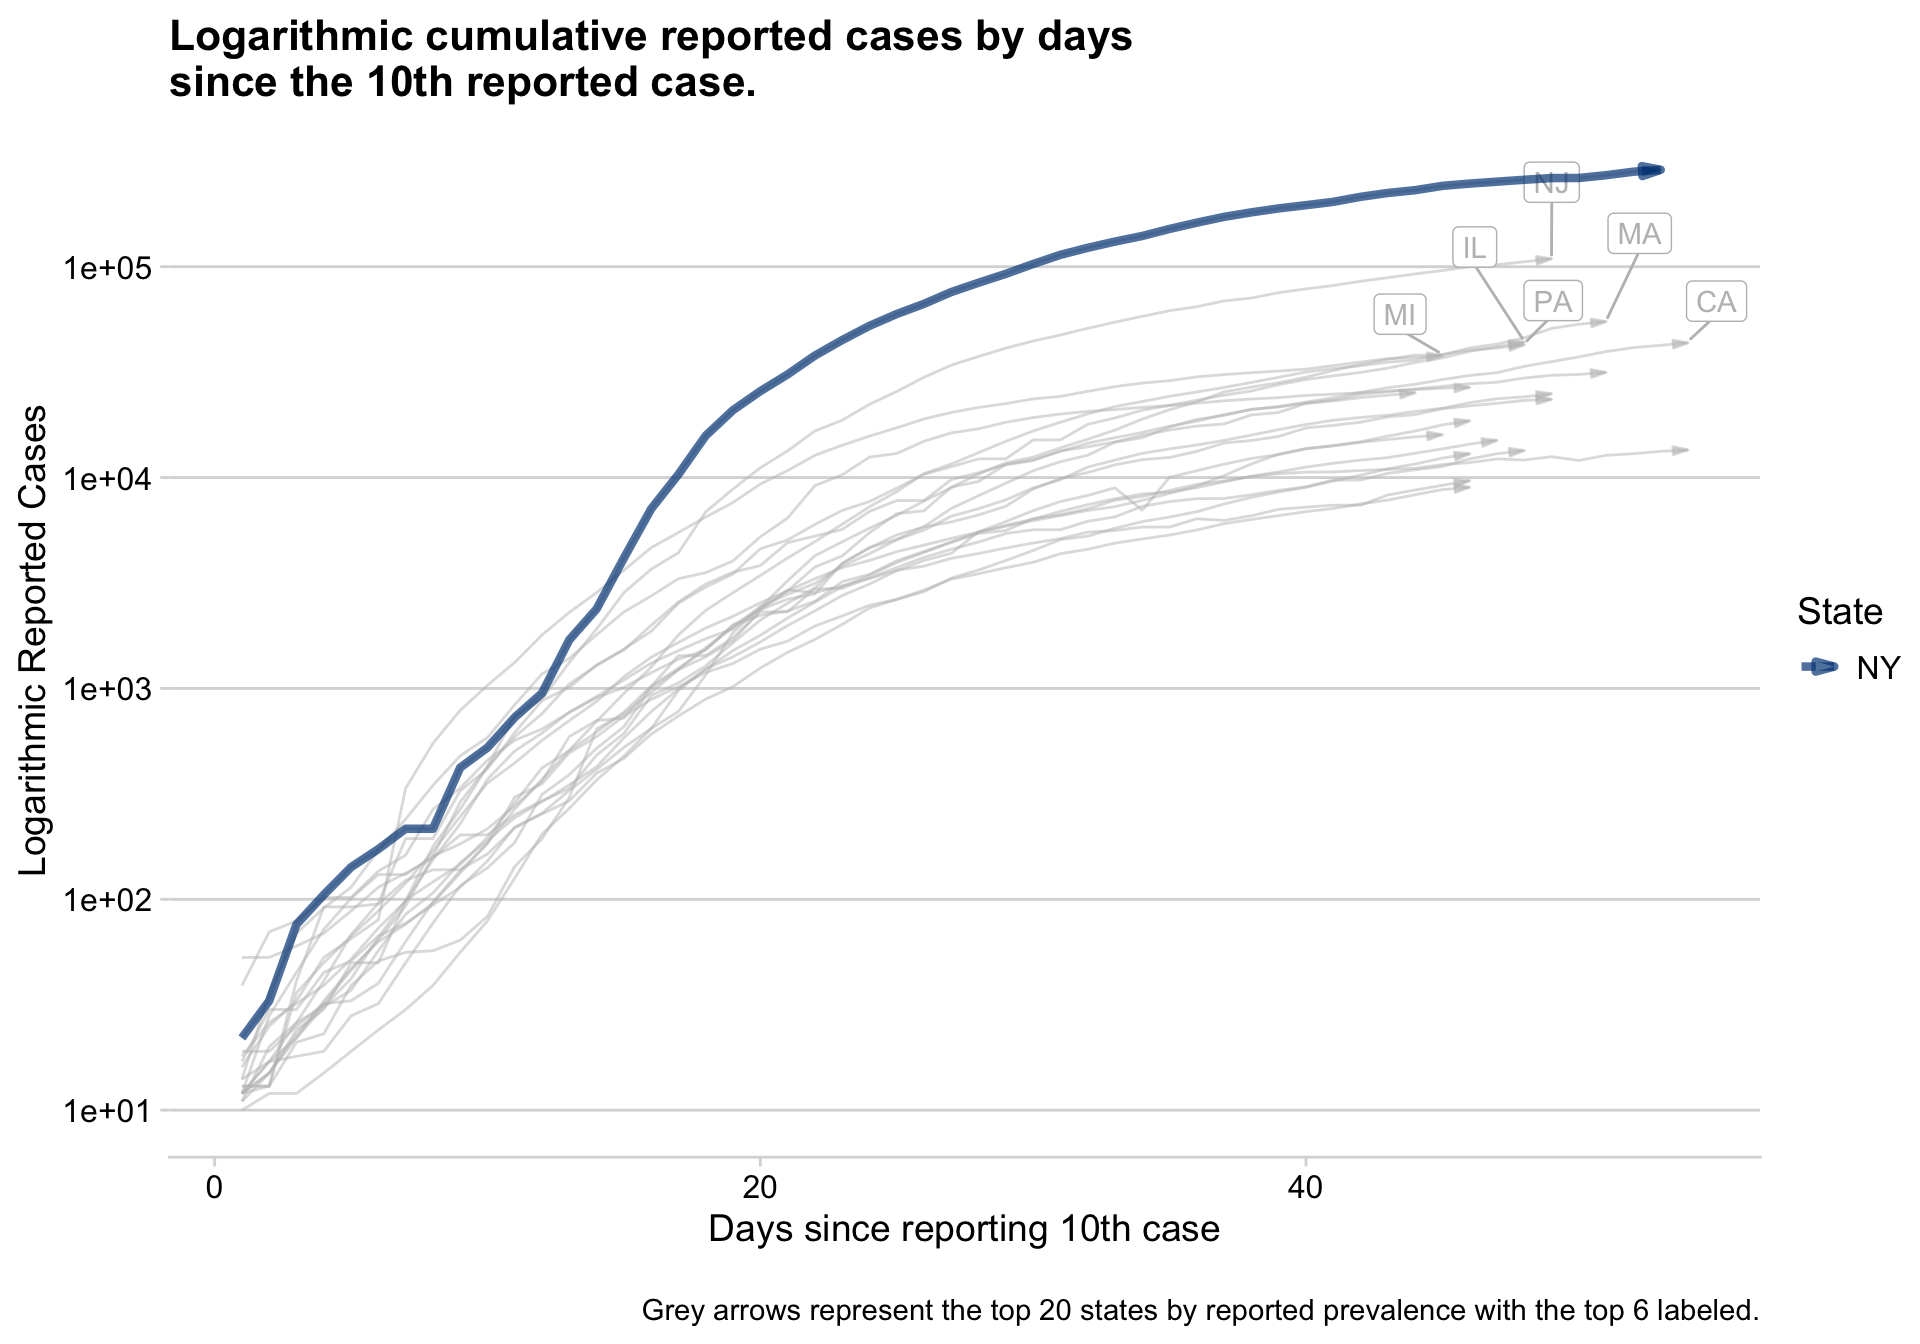 Logarithmic cumulative reported cases by days
since the 10th reported case.
NJ
MA
IL
1e+05
PA
CA
MI
Logarithmic Reported Cases
1e+04
State
NY
1e+03
1e+02
1e+01
0
20
40
Days since reporting 10th case
Grey arrows represent the top 20 states by reported prevalence with the top 6 labeled.